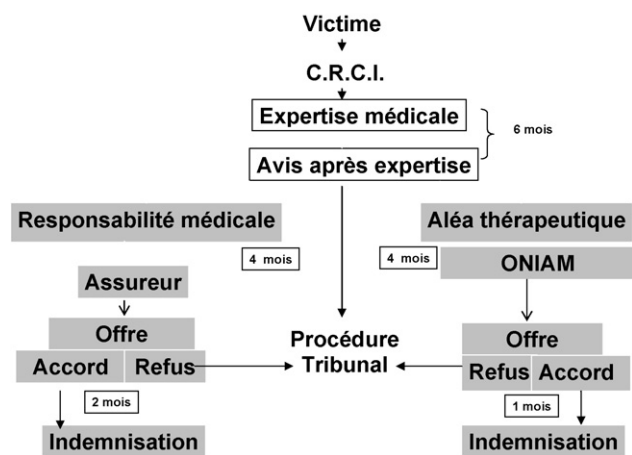 Victime
C.R.C.I.
Expertise médicale
6 mois
Avis après expertise
Responsabilité médicale
Aléa thérapeutique
4 mois
4 mois
ONIAM
Assureur
Offre
Procédure
Tribunal
Offre
Accord
Refus
Refus
Accord
2 mois
1 mois
Indemnisation
Indemnisation